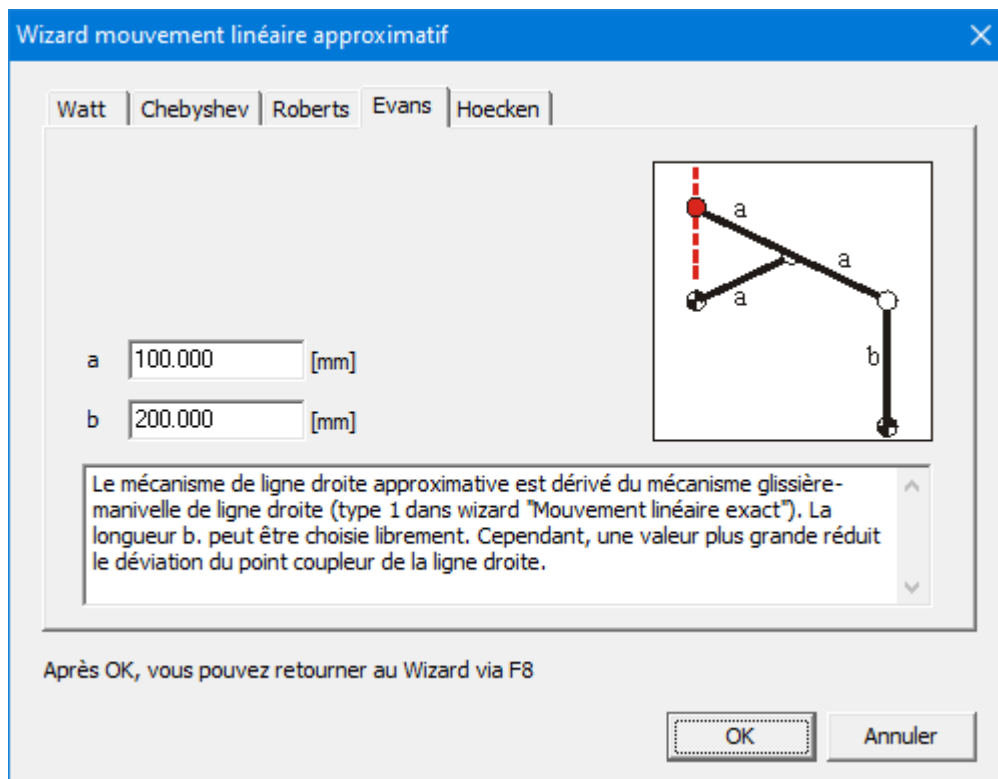 Wizard mouvement linéaire approximatif
Watt
Chebyshev
Roberts
Evans
Hoecken
a
a
a
b
a 100.000 [mm]
b 200.000 [mm]
Le mécanisme de ligne droite approximative est dérivé du mécanisme glissière-
manivelle de ligne droite (type 1 dans wizard "Mouvement linéaire exact"). La
longueur b. peut être choisie librement. Cependant, une valeur plus grande réduit
le déviation du point coupleur de la ligne droite.
Après OK, vous pouvez retourner au Wizard via F8
OK
Annuler